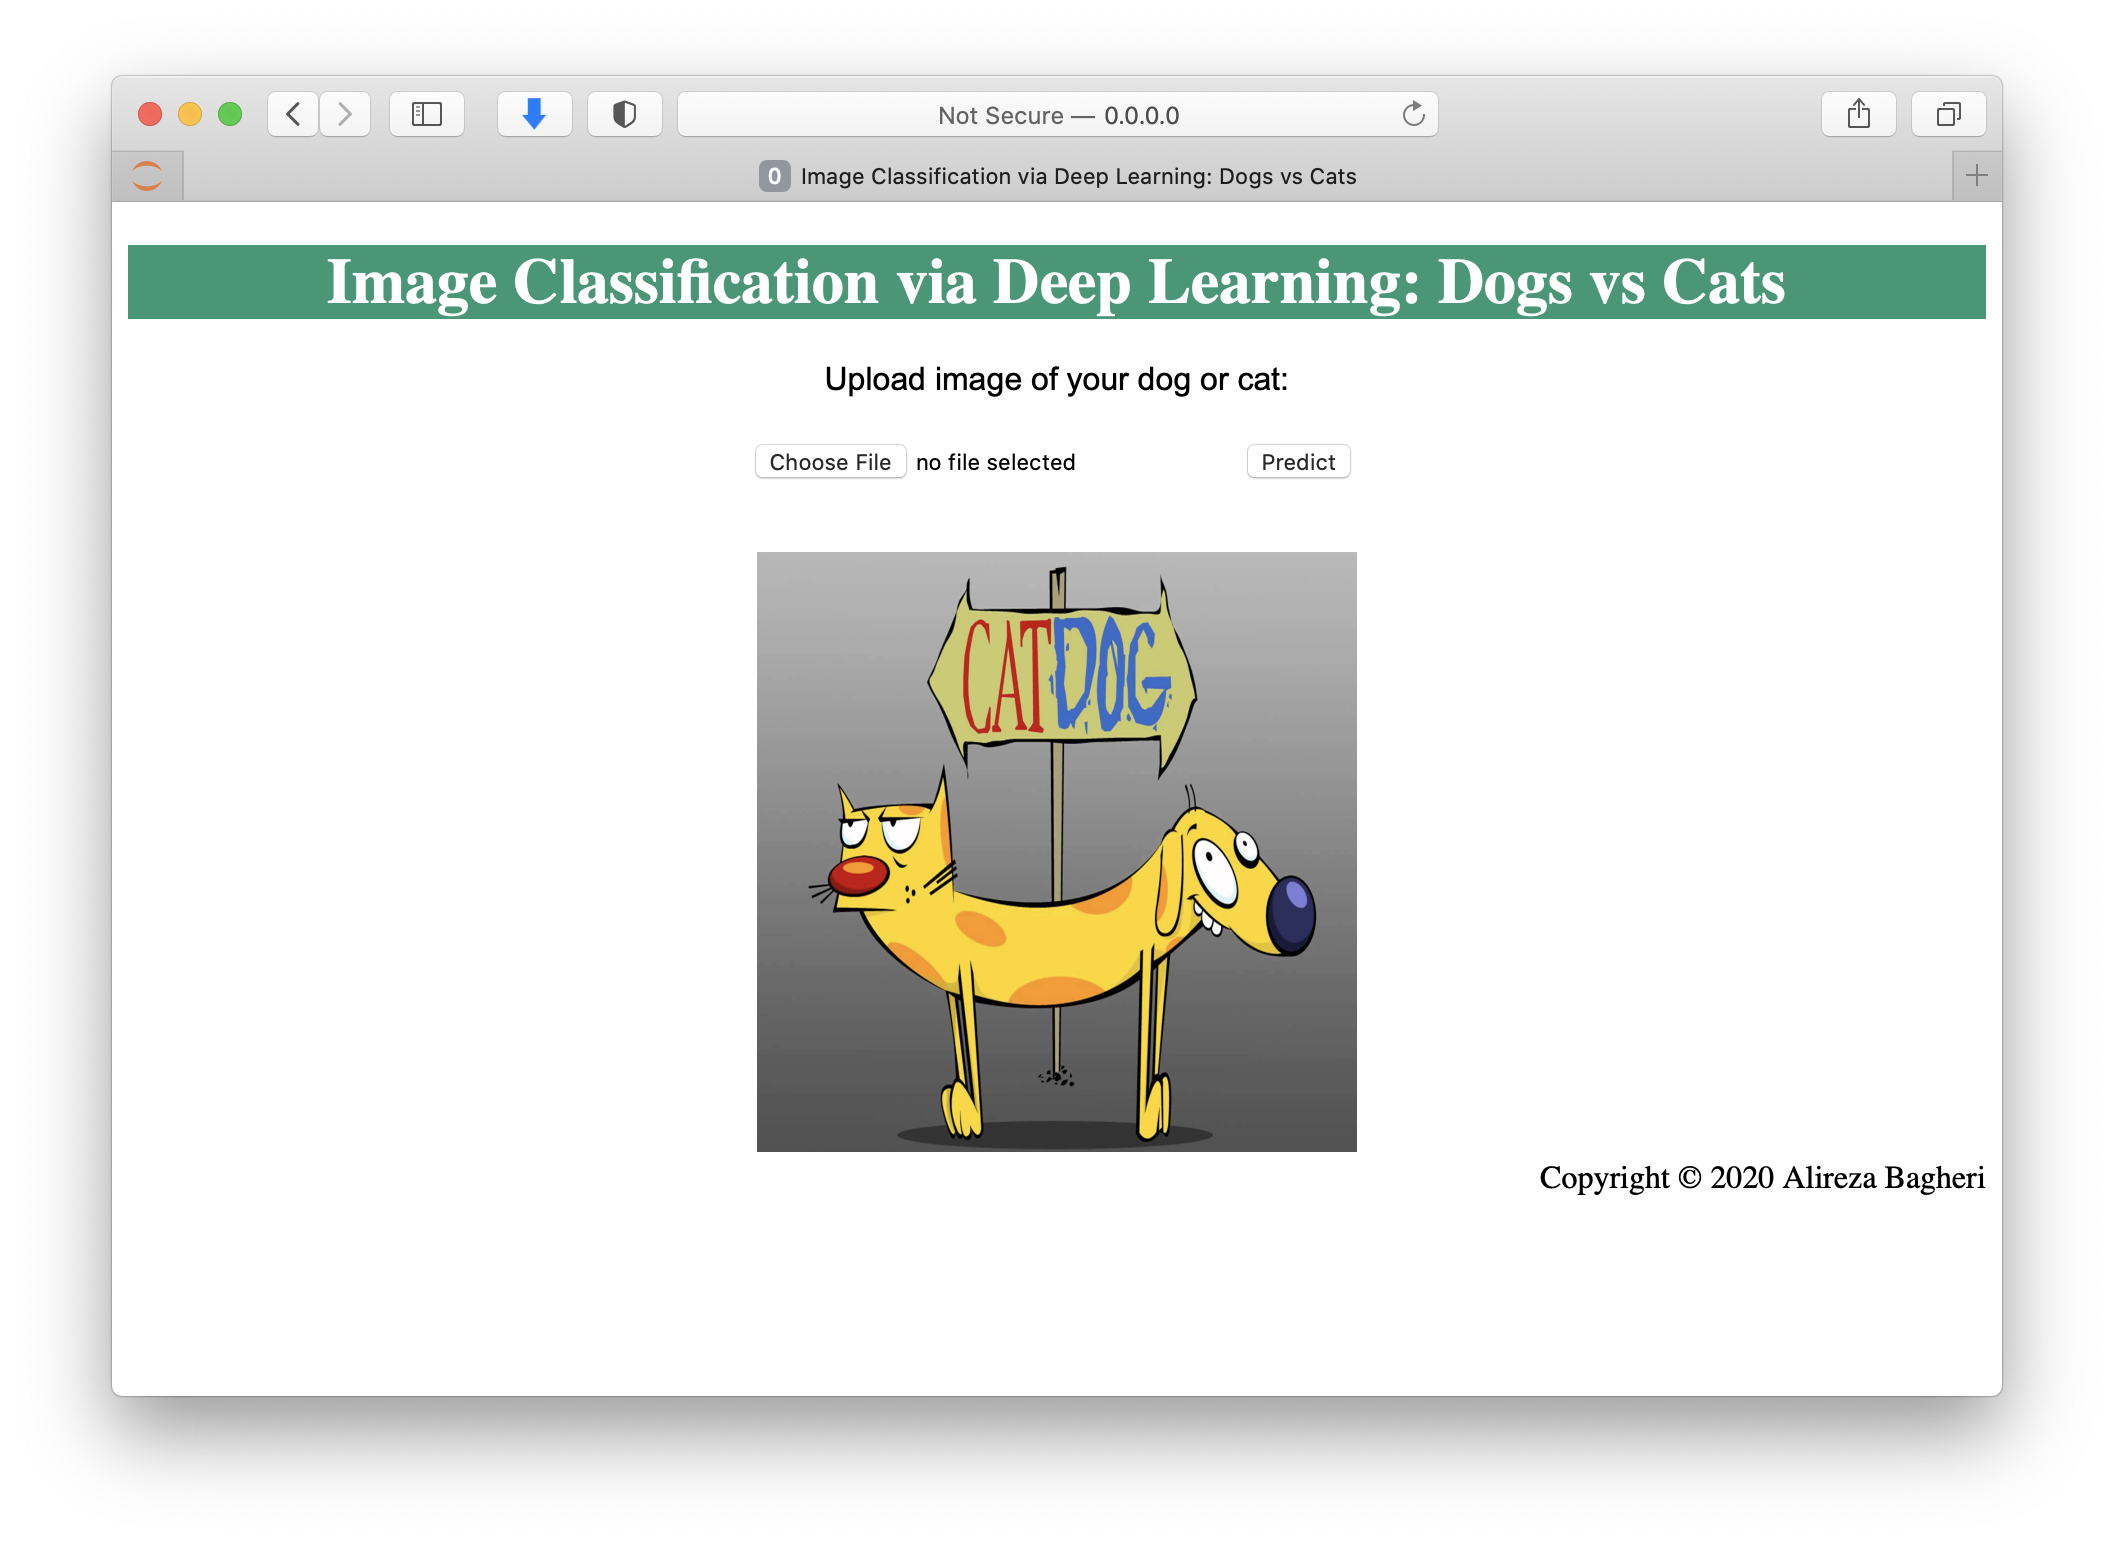 Not Secure — 0.0.0.0
0 Image Classification via Deep Learning: Dogs vs Cats
Image Classification via Deep Learning: Dogs vs Cats
Upload image of your dog or cat:
Choose File no file selected Predict
CATDOG
Copyright © 2020 Alireza Bagheri